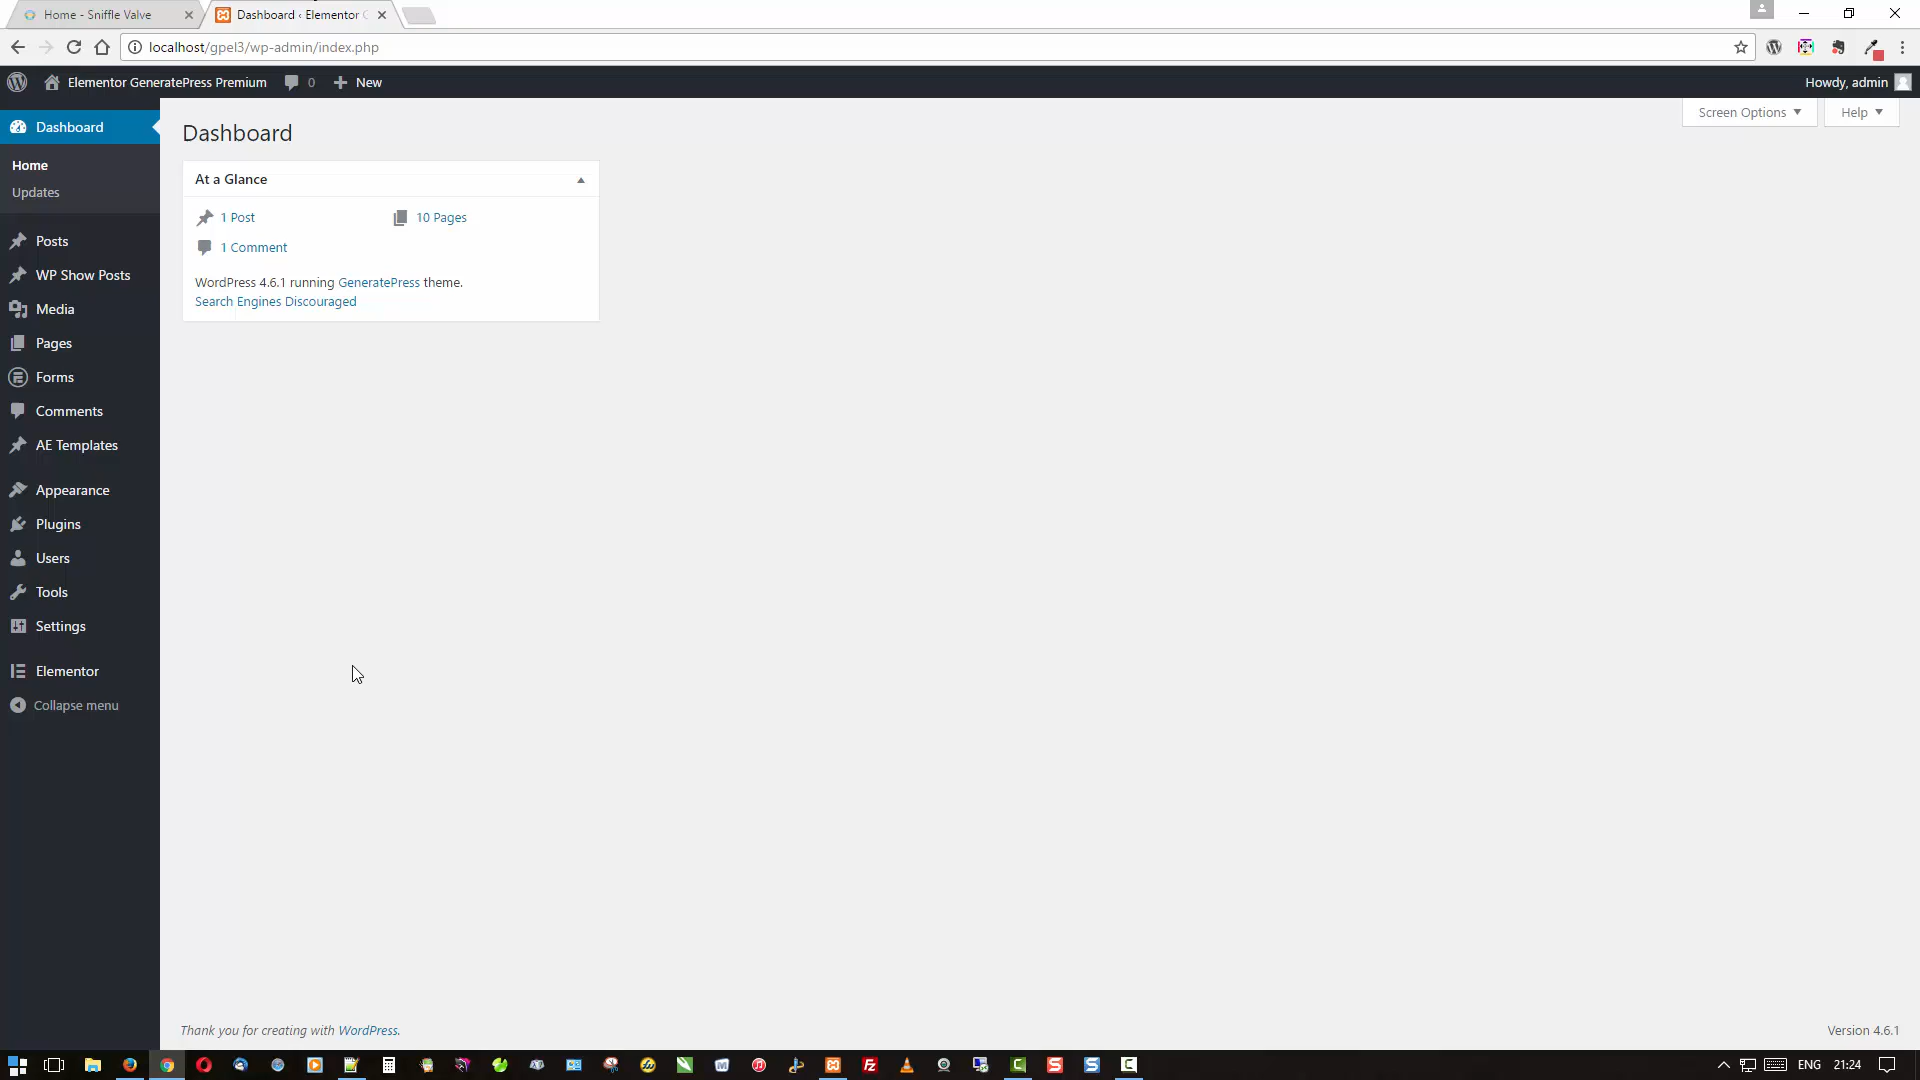 Home - Sniffle Valve
Dashboard ‹ Elementor
localhost/gpel3/wp-admin/index.php
Elementor GeneratePress Premium
0
New
Howdy, admin
Dashboard
Home
Updates
Posts
WP Show Posts
Media
Pages
Forms
Comments
AE Templates
Appearance
Plugins
Users
Tools
Settings
Elementor
Collapse menu
Screen Options
Help
Dashboard
At a Glance
1 Post
10 Pages
1 Comment
WordPress 4.6.1 running GeneratePress theme.
Search Engines Discouraged
Thank you for creating with WordPress.
Version 4.6.1
ENG
21:24